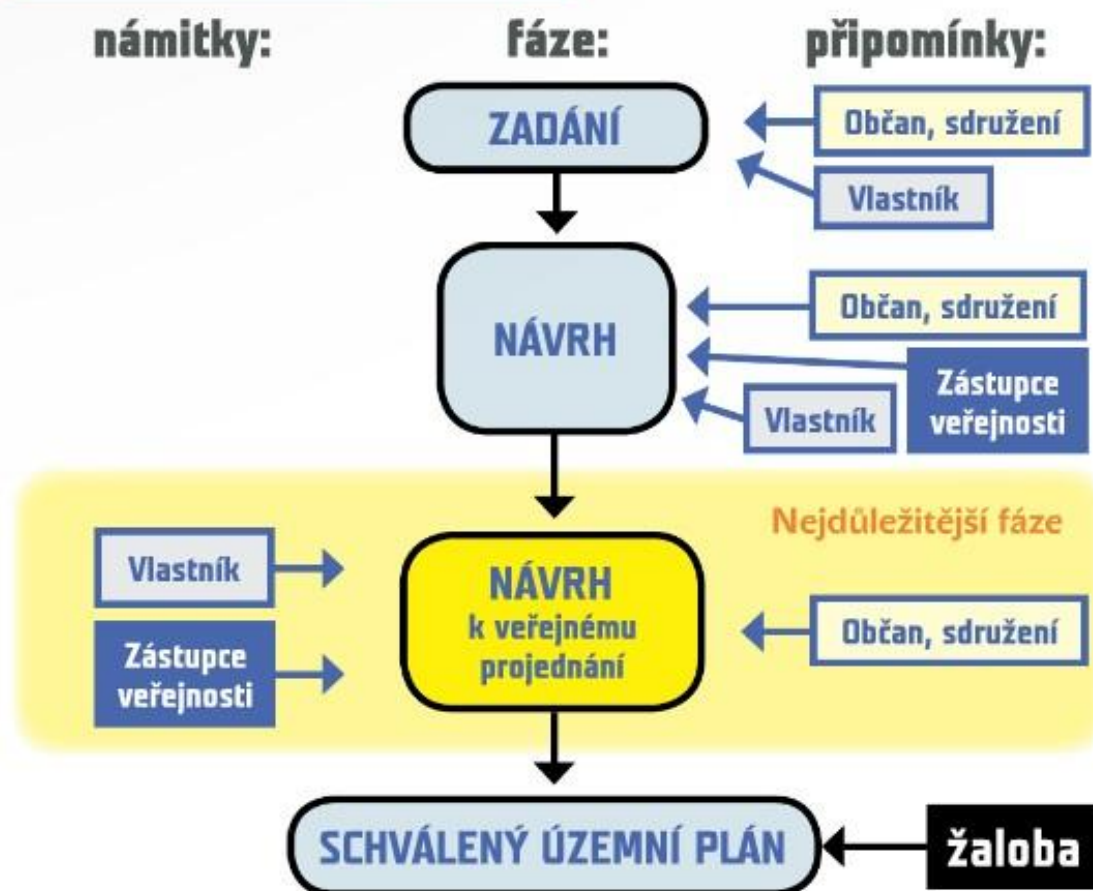 námitky:
fáze:
připomínky:
ZADÁNÍ
Občan, sdružení
Vlastník
NÁVRH
Občan, sdružení
Zástupce
veřejnosti
Vlastník
Nejdůležitější fáze
Vlastník
Zástupce
veřejnosti
NÁVRH
k veřejnému
projednání
Občan, sdružení
SCHVÁLENÝ ÚZEMNÍ PLÁN
žaloba